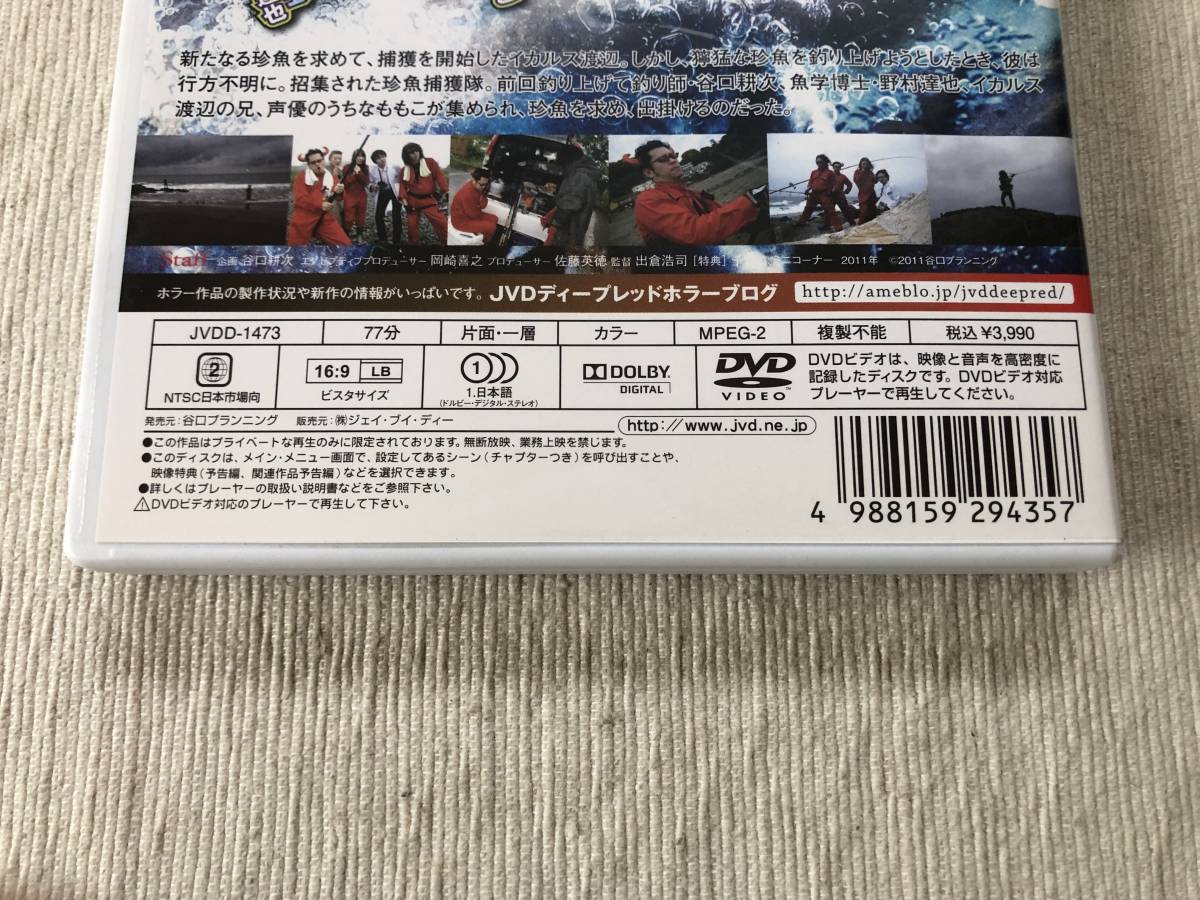 也
新たなる珍魚を求めて、捕獲を開始したイカルス渡辺。しかし、獰猛な珍魚を釣り上げようとしたとき、彼は
行方不明に。招集された珍魚捕獲隊。前回釣り上げて釣り師・谷口耕次、魚学博士・野村達也、イカルス
渡辺の兄、声優のうちなももこが集められ、珍魚を求め、出掛けるのだった。
Staff 企画 谷口耕次 エグゼクティブプロデューサー 岡崎喜之 プロデューサー 佐藤英徳 監督 出倉浩司 [特典] ミニコーナー 2011年 ©2011谷口プランニング
ホラー作品の製作状況や新作の情報がいっぱいです。JVDディープレッドホラーブログ http://ameblo.jp/jvddeepred/
JVDD-1473 77分 片面・一層 カラー MPEG-2 複製不能 税込¥3,990
2 NTSC日本市場向
16:9 LB ビスタサイズ
1.日本語
(ドルビー・デジタル・ステレオ)
DOLBY
DIGITAL
DVD
VIDEO
DVDビデオは、映像と音声を高密度に
記録したディスクです。DVDビデオ対応
プレーヤーで再生してください。
発売元:谷口プランニング 販売元:㈱ジェイ・ブイ・ディー http://www.jvd.ne.jp
●この作品はプライベートな再生のみに限定されております。無断放映、業務上映を禁じます。
●このディスクは、メイン・メニュー画面で、設定してあるシーン(チャプターつき)を呼び出すことや、
映像特典(予告編、関連作品予告編)などを選択できます。
●詳しくはプレーヤーの取扱い説明書などをご参照下さい。
⚠DVDビデオ対応のプレーヤーで再生して下さい。
4 988159 294357